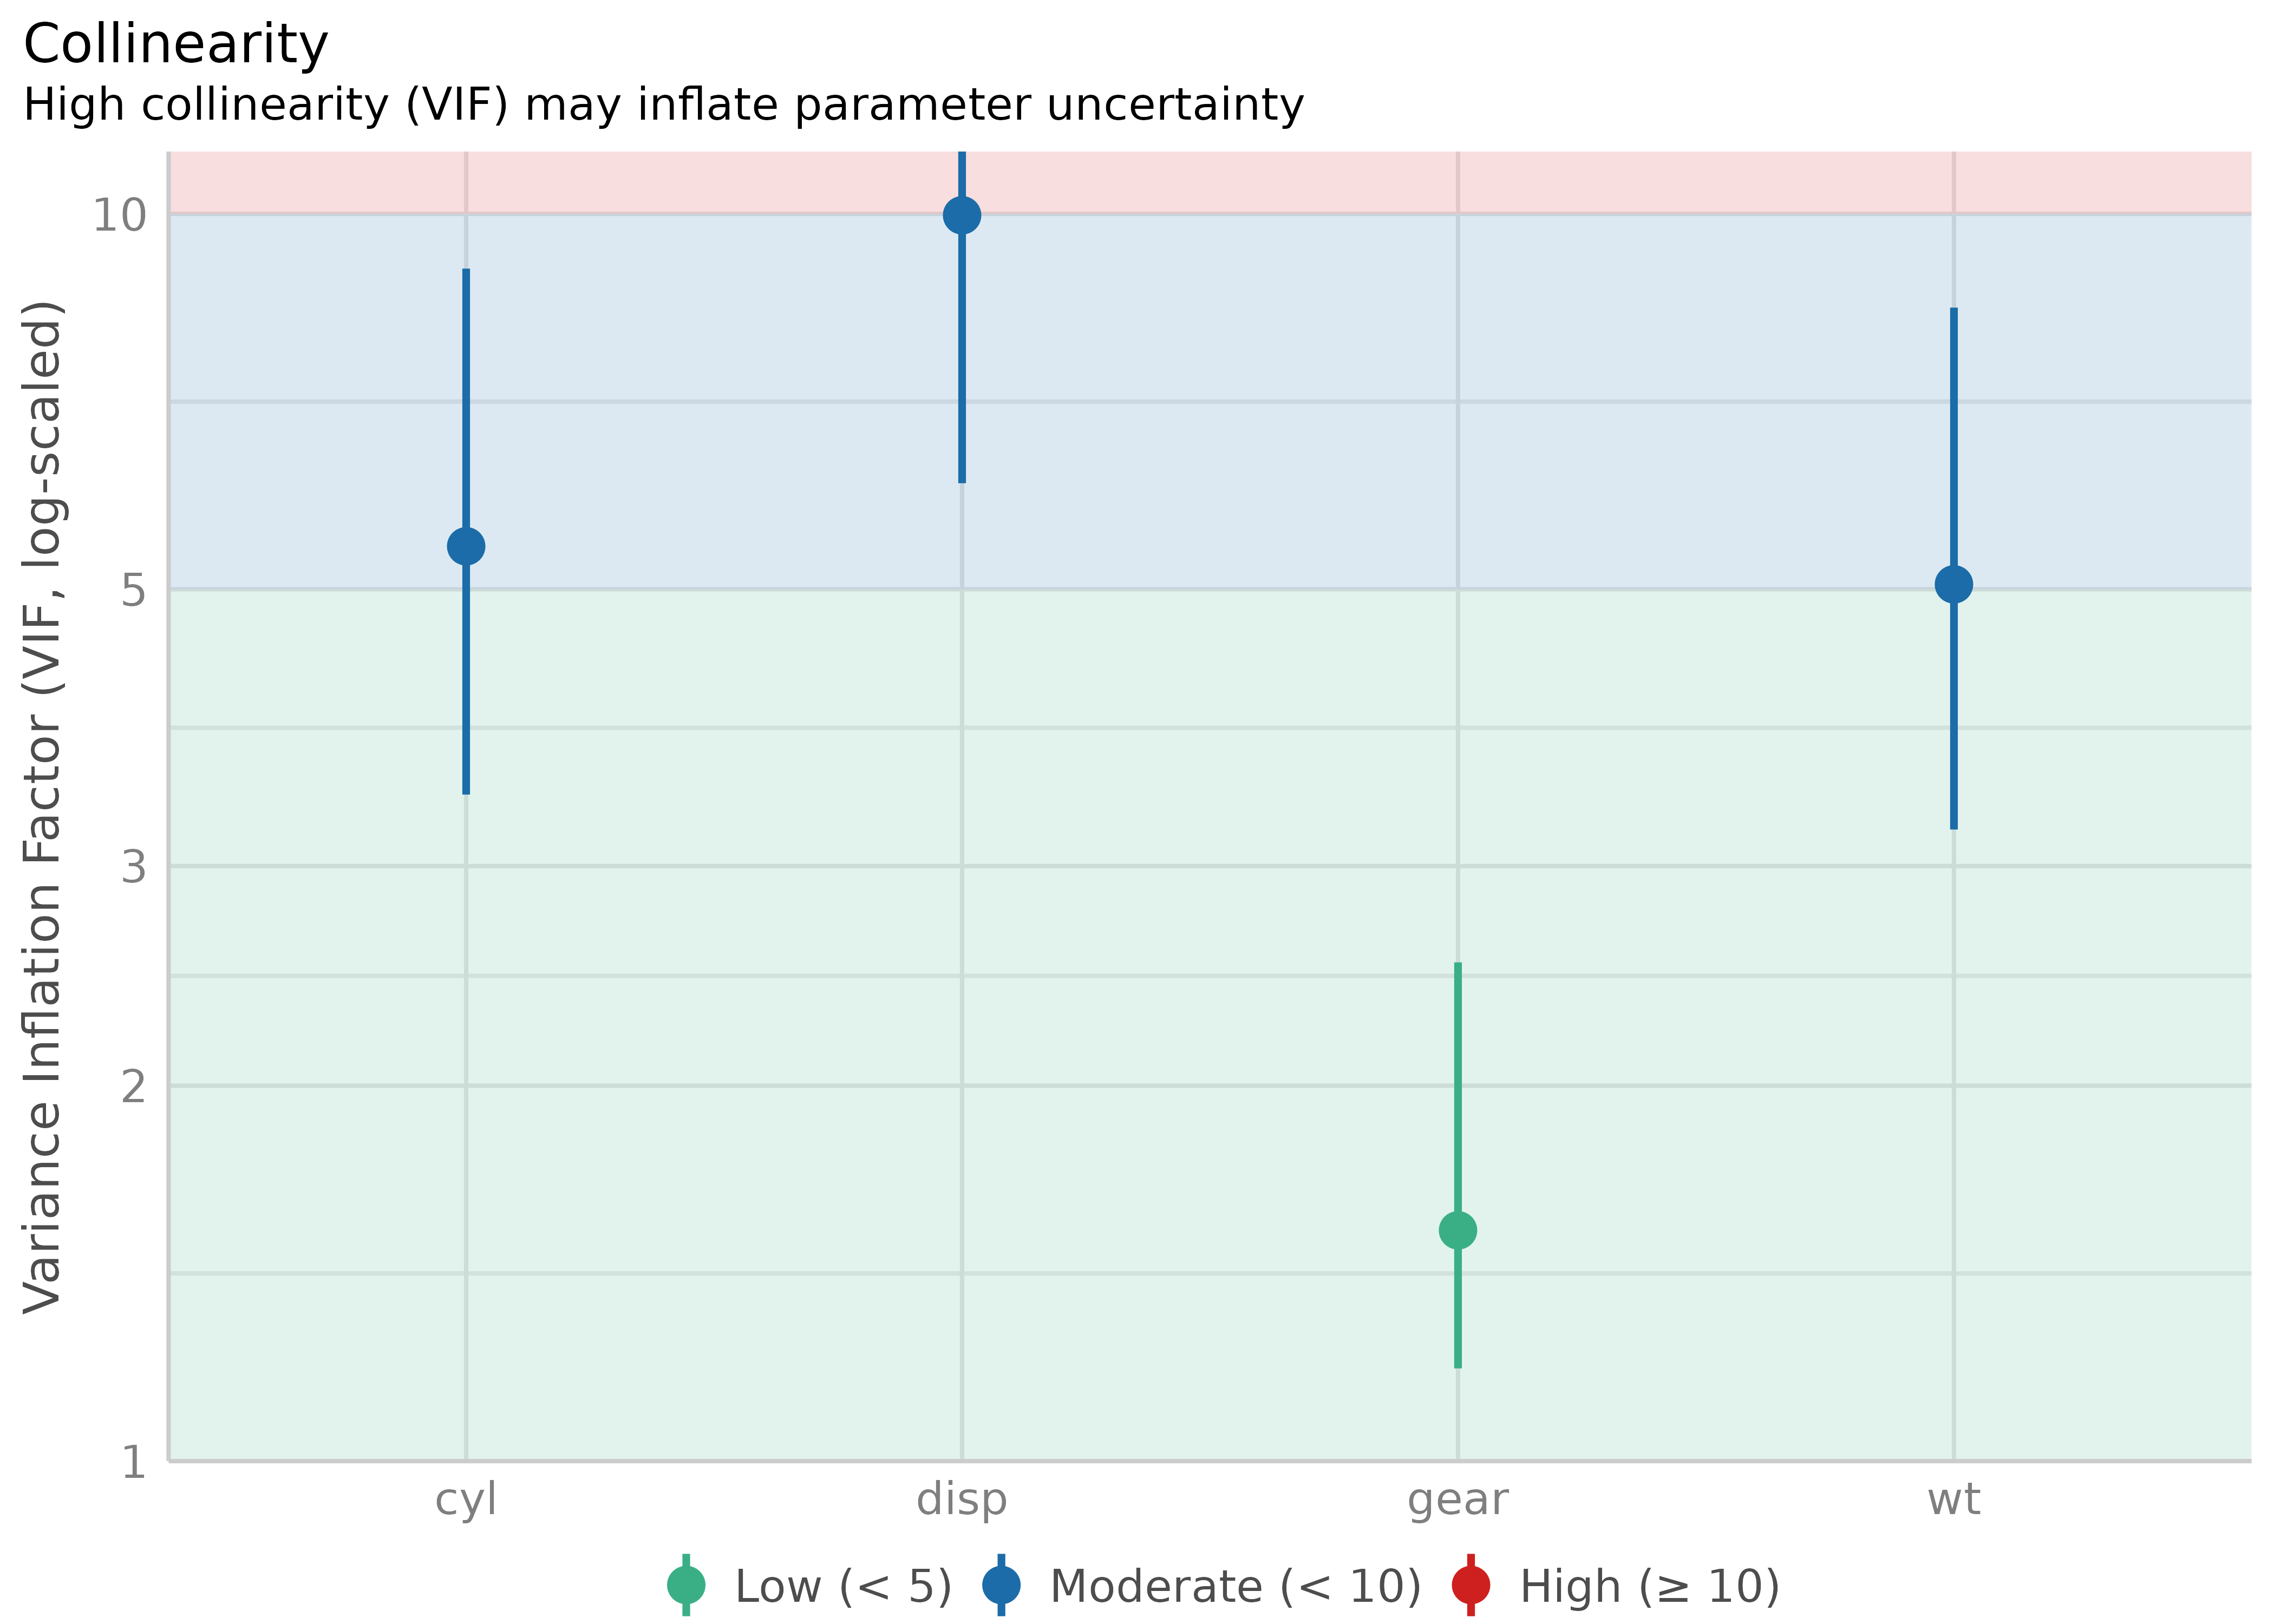 Collinearity
High collinearity (VIF) may inflate parameter uncertainty
Variance Inflation Factor (VIF, log-scaled)
10
5
3
2
1
cyl disp gear wt
Low (< 5) Moderate (< 10) High (≥ 10)